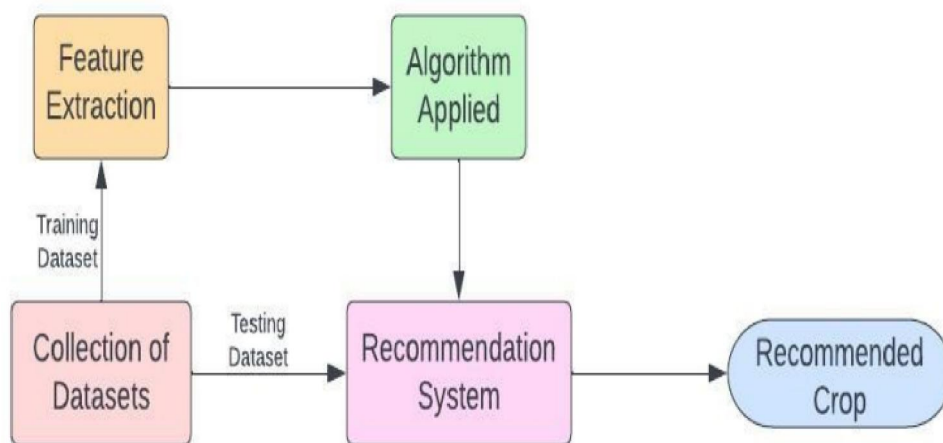 Feature
Extraction
Algorithm
Applied
Training
Dataset
Collection of
Datasets
Testing
Dataset
Recommendation
System
Recommended
Crop